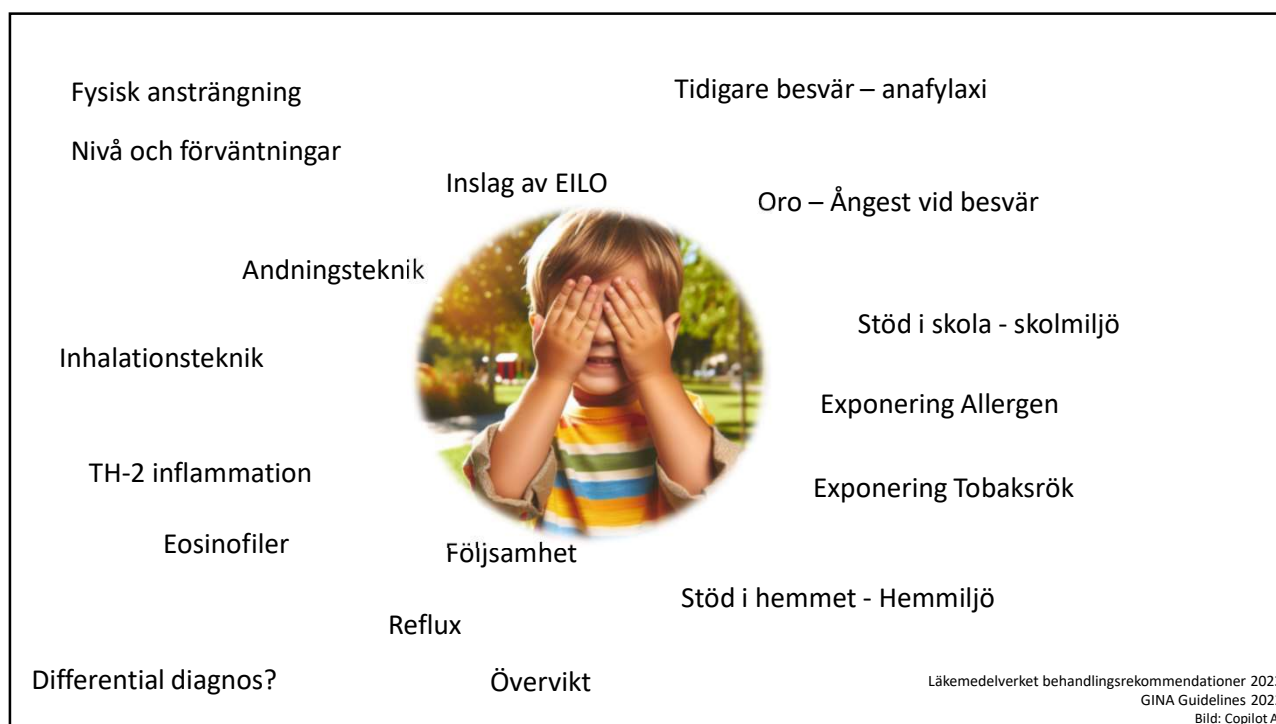 Fysisk ansträngning
Tidigare besvär – anafylaxi
Nivå och förväntningar
Inslag av EILO
Oro – Ångest vid besvär
Andningsteknik
Stöd i skola - skolmiljö
Inhalationsteknik
Exponering Allergen
TH-2 inflammation
Exponering Tobaksrök
Eosinofiler
Följsamhet
Stöd i hemmet - Hemmiljö
Reflux
Differential diagnos?
Övervikt
Läkemedelverket behandlingsrekommendationer
GINA Guidelines
Bild: Copilot